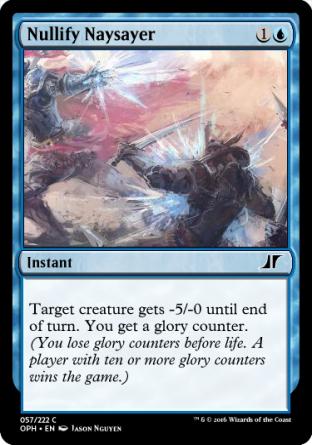 Nullify Naysayer 1
Instant
Target creature gets -5/-0 until end
of turn. You get a glory counter.
(You lose glory counters before life. A
player with ten or more glory counters
wins the game.)
057/222 C
OPH • EN Jason Nguyen
™ & © 2016 Wizards of the Coast